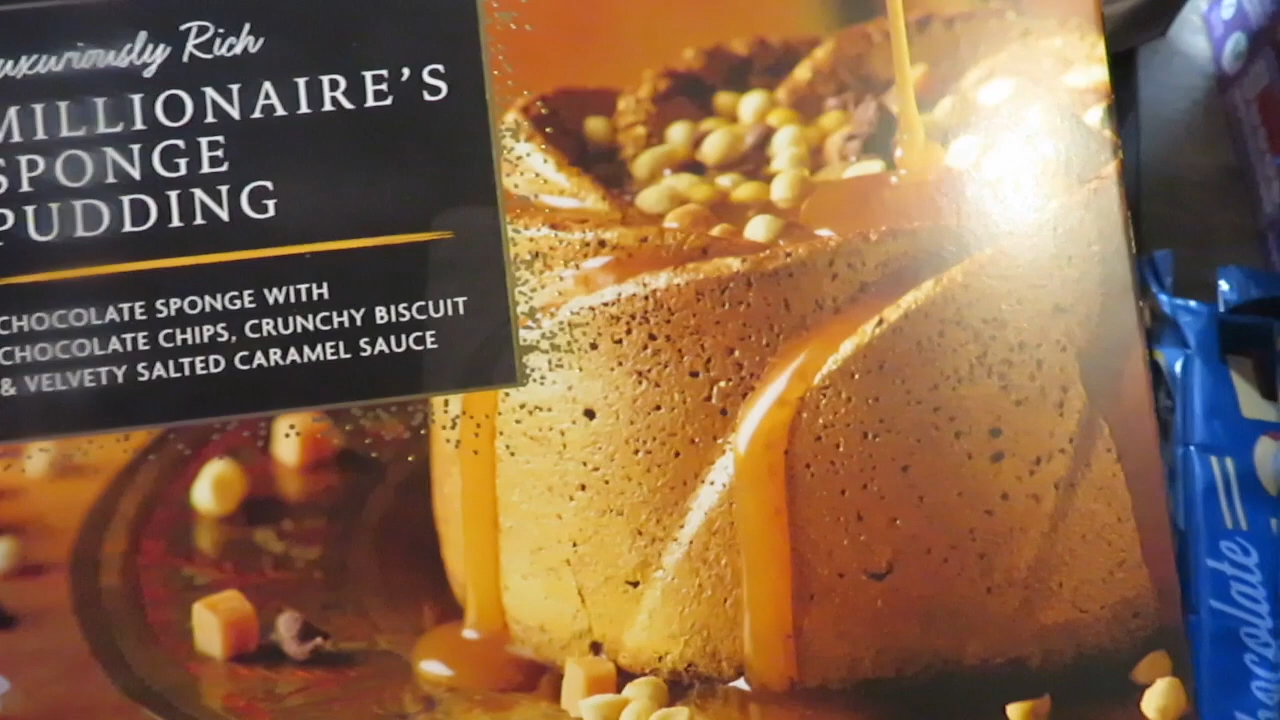 uxuriously Rich
MILLIONAIRE'S
SPONGE
PUDDING
CHOCOLATE SPONGE WITH
CHOCOLATE CHIPS, CRUNCHY BISCUIT
& VELVETY SALTED CARAMEL SAUCE
hocolate